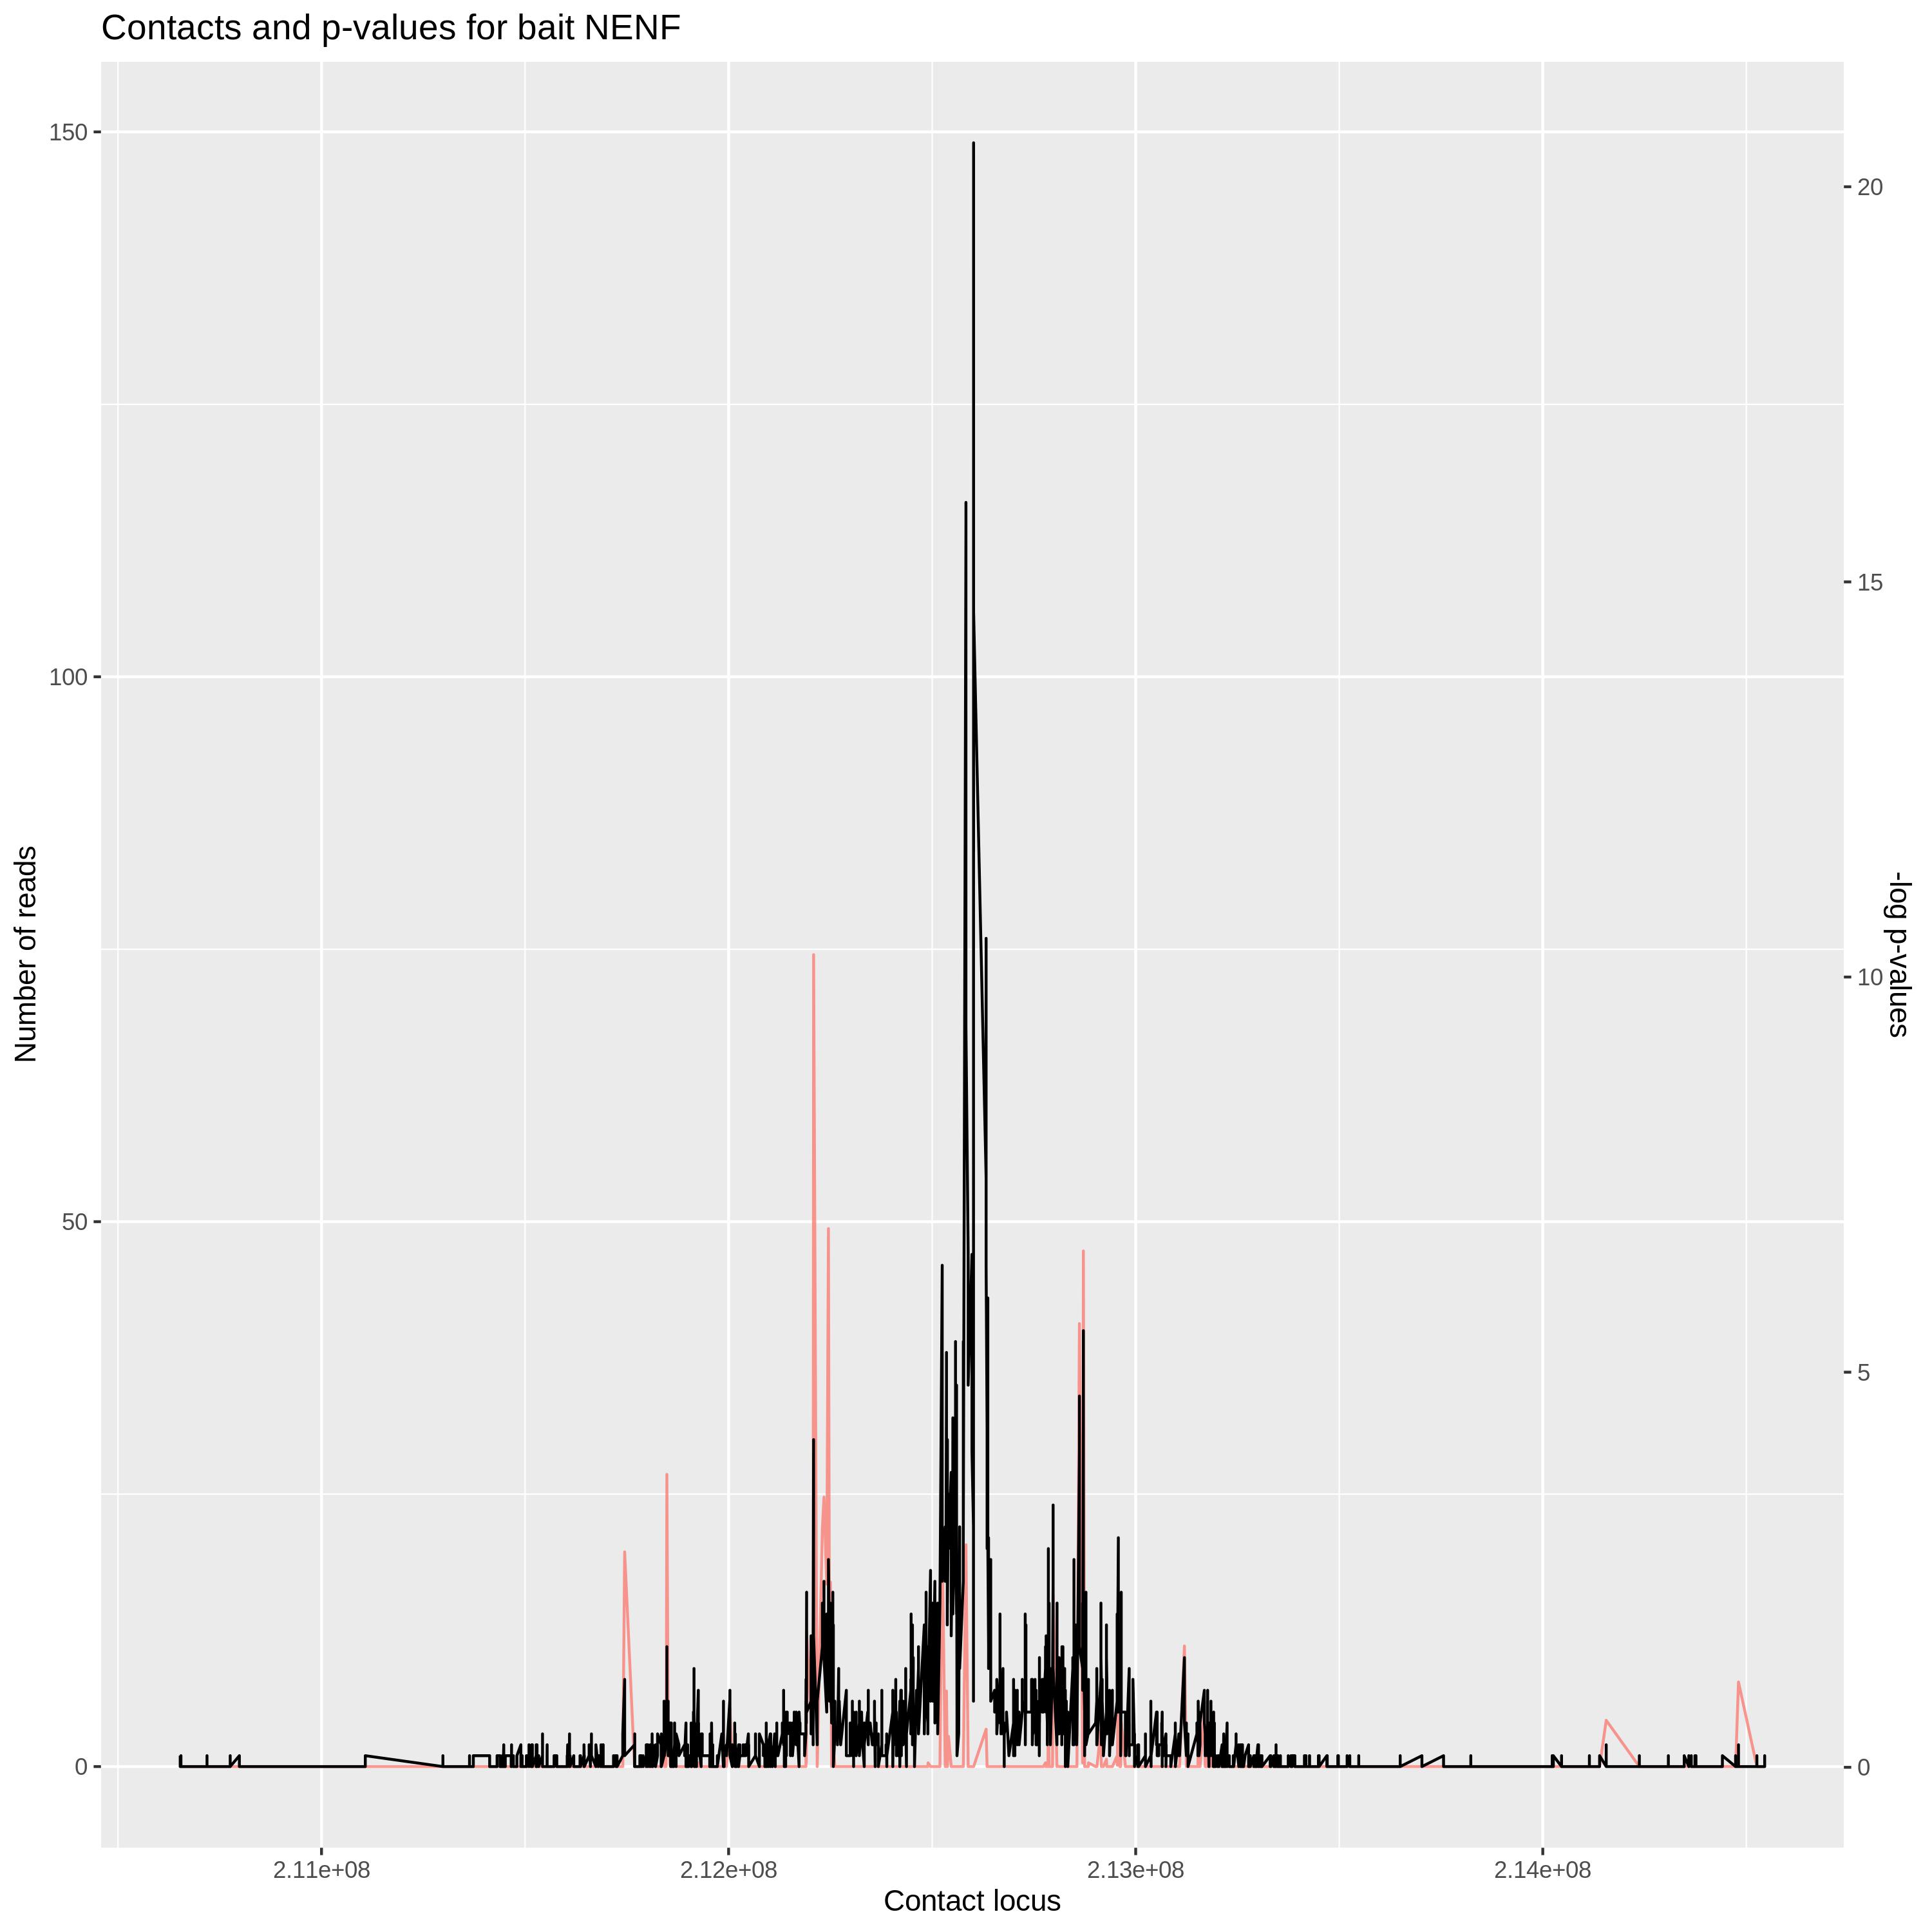 Contacts and p-values for bait NENF
150
100
50
0
Number of reads
20
15
10
5
0
-log p-values
2.11e+08
2.12e+08
2.13e+08
2.14e+08
Contact locus